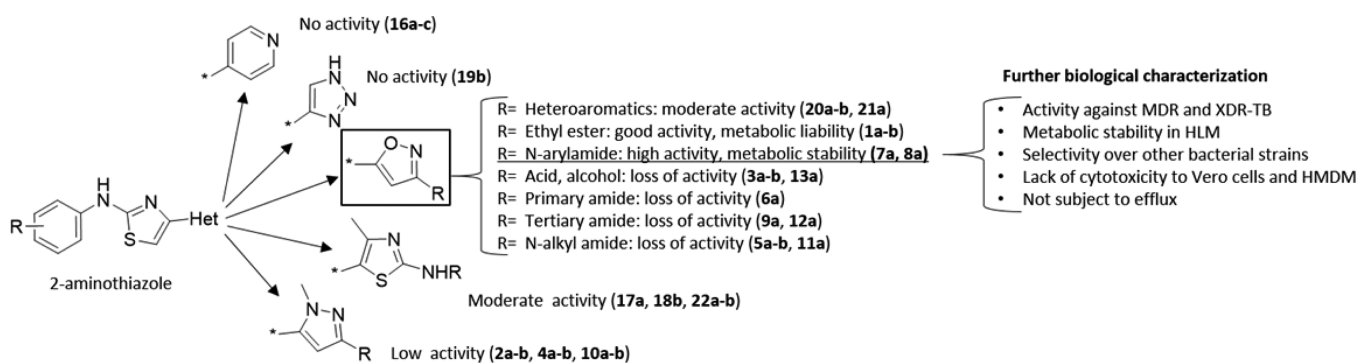 No activity (16a-c)
N
No activity (19b)
H
N
N
N
Further biological characterization
R= Heteroaromatics: moderate activity (20a-b, 21a)
R= Ethyl ester: good activity, metabolic liability (1a-b)
R= N-arylamide: high activity, metabolic stability (7a, 8a)
R= Acid, alcohol: loss of activity (3a-b, 13a)
R= Primary amide: loss of activity (6a)
R= Tertiary amide: loss of activity (9a, 12a)
R= N-alkyl amide: loss of activity (5a-b, 11a)
• Activity against MDR and XDR-TB
• Metabolic stability in HLM
• Selectivity over other bacterial strains
• Lack of cytotoxicity to Vero cells and HMDM
• Not subject to efflux
* O N
R
H
N
N
S
R
Het
2-aminothiazole
* N
S
NHR
Moderate activity (17a, 18b, 22a-b)
* N N
R
Low activity (2a-b, 4a-b, 10a-b)